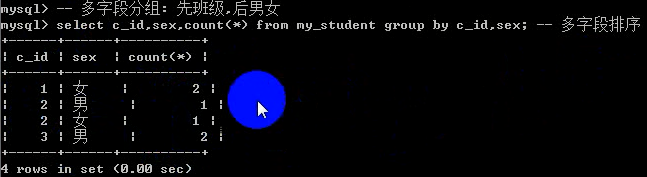 mysql> -- 多字段分组: 先班级,后男女
mysql> select c_id,sex,count(*) from my_student group by c_id,sex; -- 多字段排序
+------+------+----------+
| c_id | sex  | count(*) |
+------+------+----------+
|    1 | 女   |        2 |
|    2 | 男   |        1 |
|    2 | 女   |        1 |
|    3 | 男   |        2 |
+------+------+----------+
4 rows in set (0.00 sec)